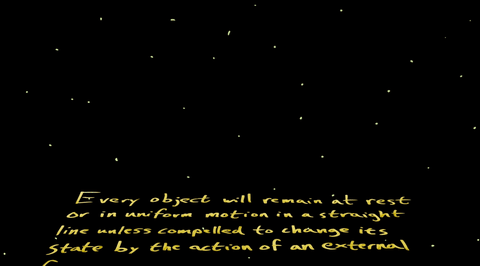 Every object will remain at rest
or in uniform motion in a straight
line unless compelled to change its
state by the action of an external